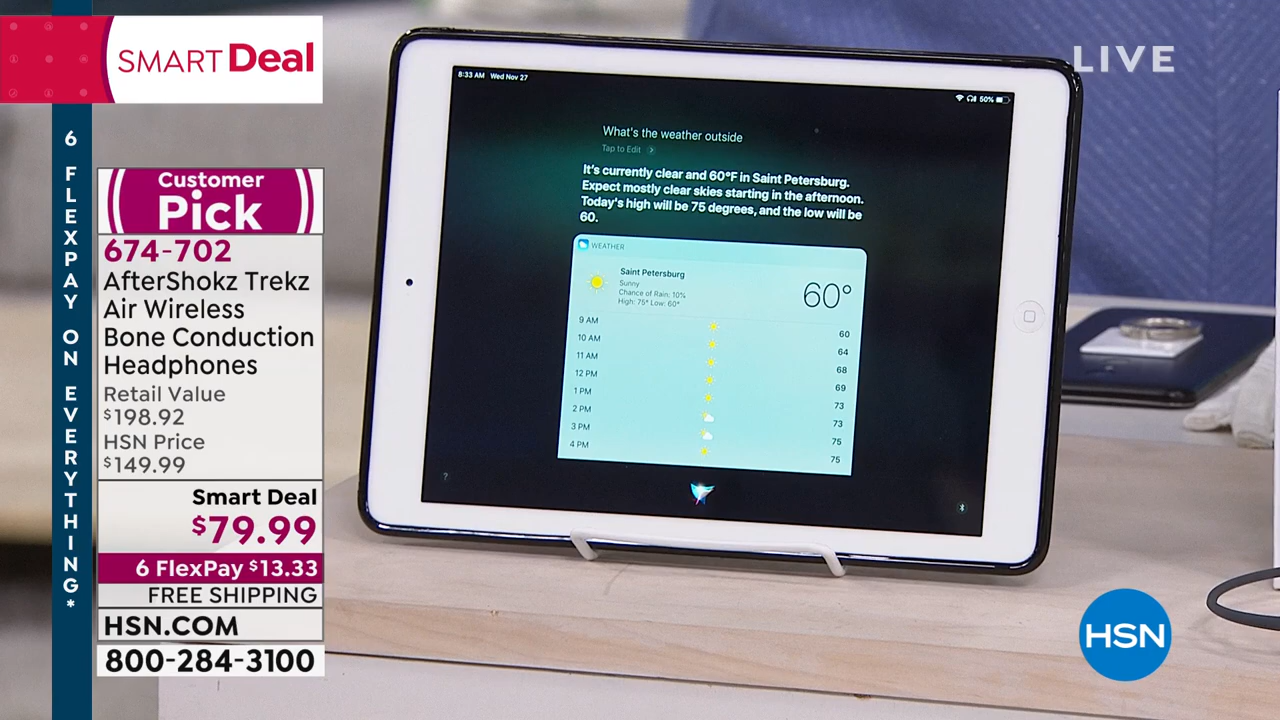 SMART Deal
6 FLEXPAY ON EVERYTHING*
Customer
Pick
674-702
AfterShokz Trekz
Air Wireless
Bone Conduction
Headphones
Retail Value
$198.92
HSN Price
$149.99
Smart Deal
$79.99
6 FlexPay $13.33
FREE SHIPPING
HSN.COM
800-284-3100
LIVE
8:33 AM Wed Nov 27
50%
What's the weather outside
Tap to Edit >
It's currently clear and 60°F in Saint Petersburg.
Expect mostly clear skies starting in the afternoon.
Today's high will be 75 degrees, and the low will be
60.
WEATHER
Saint Petersburg
Sunny
Chance of Rain: 10%
High: 75° Low: 60°
60°
9 AM 60
10 AM 64
11 AM 68
12 PM 69
1 PM 73
2 PM 73
3 PM 75
4 PM 75
?
HSN